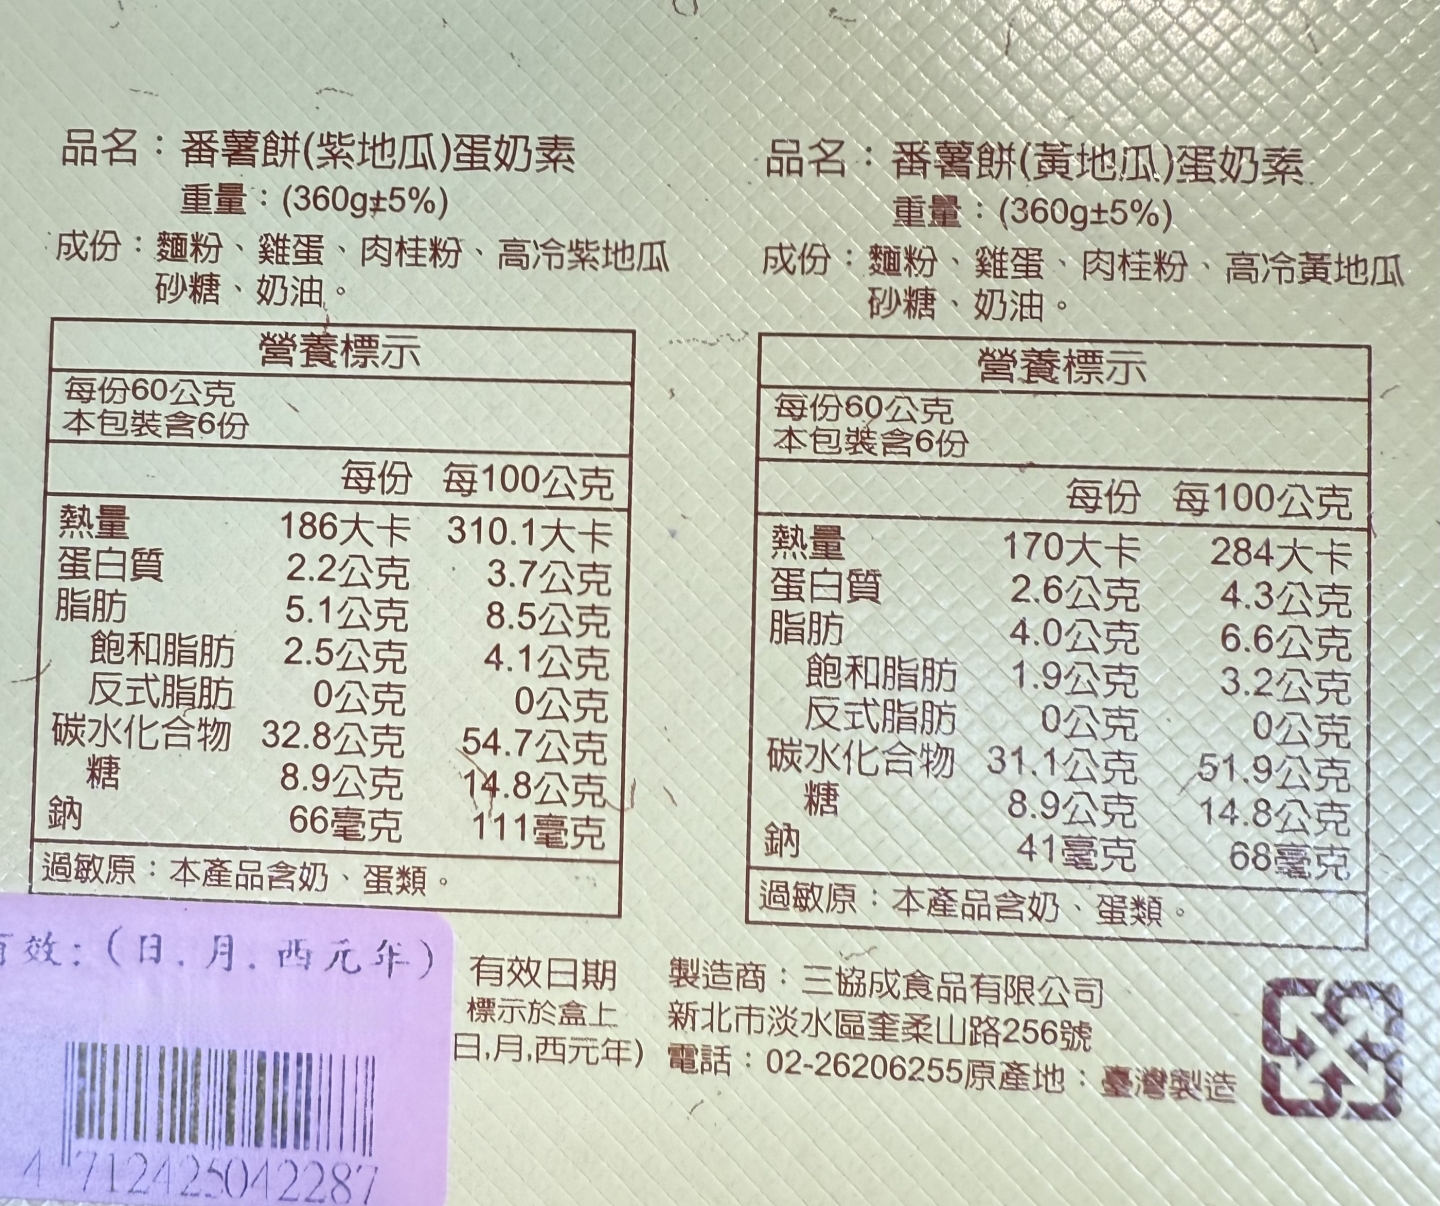 品名：番薯餅(紫地瓜)蛋奶素
重量：(360g±5%)
成份：麵粉、雞蛋、肉桂粉、高冷紫地瓜
砂糖、奶油。
營養標示
每份60公克
本包裝含6份
每份 每100公克
熱量 186大卡 310.1大卡
蛋白質 2.2公克 3.7公克
脂肪 5.1公克 8.5公克
飽和脂肪 2.5公克 4.1公克
反式脂肪 0公克 0公克
碳水化合物 32.8公克 54.7公克
糖 8.9公克 14.8公克
鈉 66毫克 111毫克
過敏原：本產品含奶、蛋類。
品名：番薯餅(黃地瓜)蛋奶素
重量：(360g±5%)
成份：麵粉、雞蛋、肉桂粉、高冷黃地瓜
砂糖、奶油。
營養標示
每份60公克
本包裝含6份
每份 每100公克
熱量 170大卡 284大卡
蛋白質 2.6公克 4.3公克
脂肪 4.0公克 6.6公克
飽和脂肪 1.9公克 3.2公克
反式脂肪 0公克 0公克
碳水化合物 31.1公克 51.9公克
糖 8.9公克 14.8公克
鈉 41毫克 68毫克
過敏原：本產品含奶、蛋類。
有效:(日.月.西元年)
4 712425042287
有效日期
標示於盒上
日,月,西元年)
製造商：三協成食品有限公司
新北市淡水區奎柔山路256號
電話：02-26206255原產地：臺灣製造